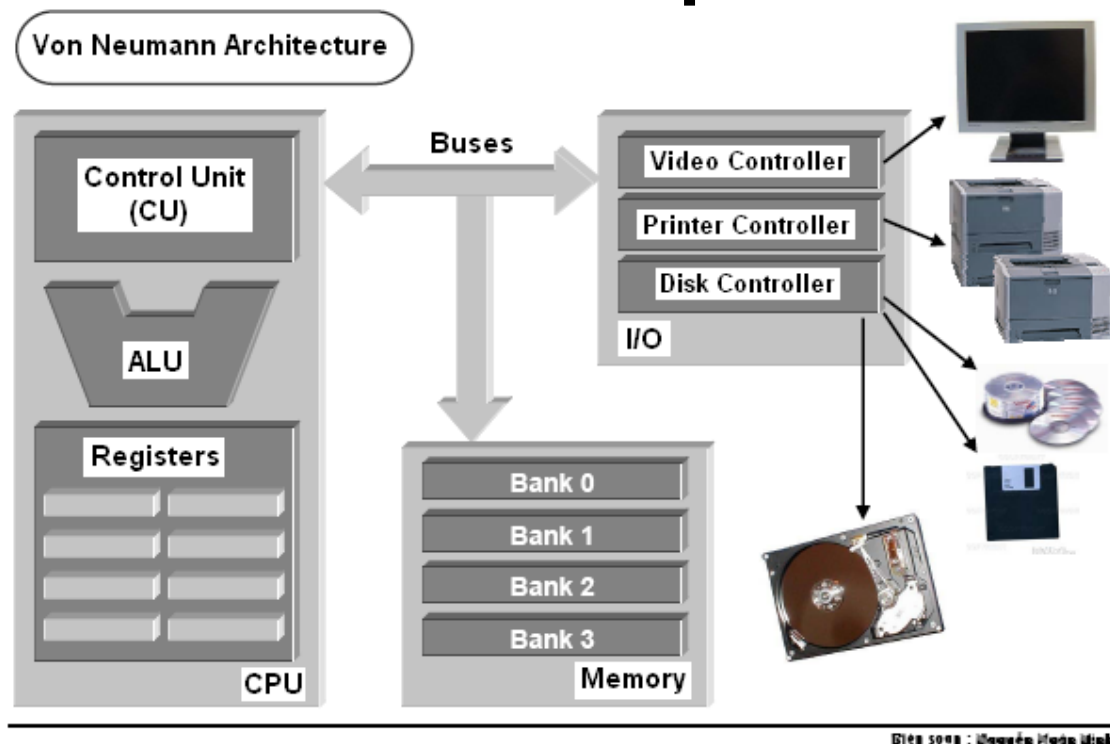 Von Neumann Architecture
Control Unit
(CU)
ALU
Registers
CPU
Buses
Video Controller
Printer Controller
Disk Controller
I/O
Bank 0
Bank 1
Bank 2
Bank 3
Memory